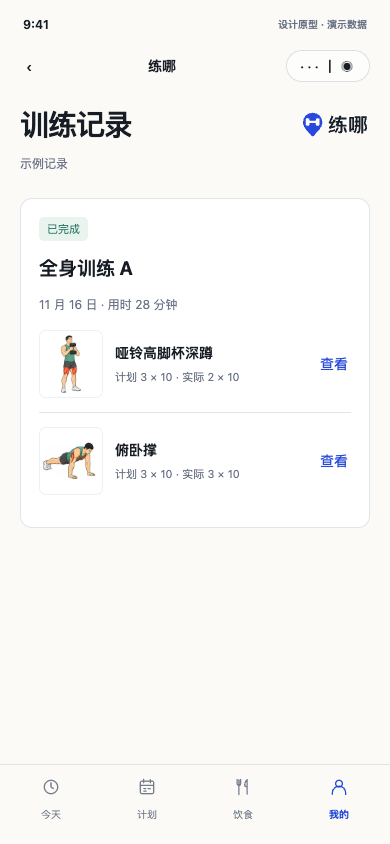 9:41
设计原型 · 演示数据
‹
练哪
训练记录
练哪
示例记录
已完成
全身训练 A
11 月 16 日 · 用时 28 分钟
哑铃高脚杯深蹲
计划 3 × 10 · 实际 2 × 10
查看
俯卧撑
计划 3 × 10 · 实际 3 × 10
查看
今天
计划
饮食
我的